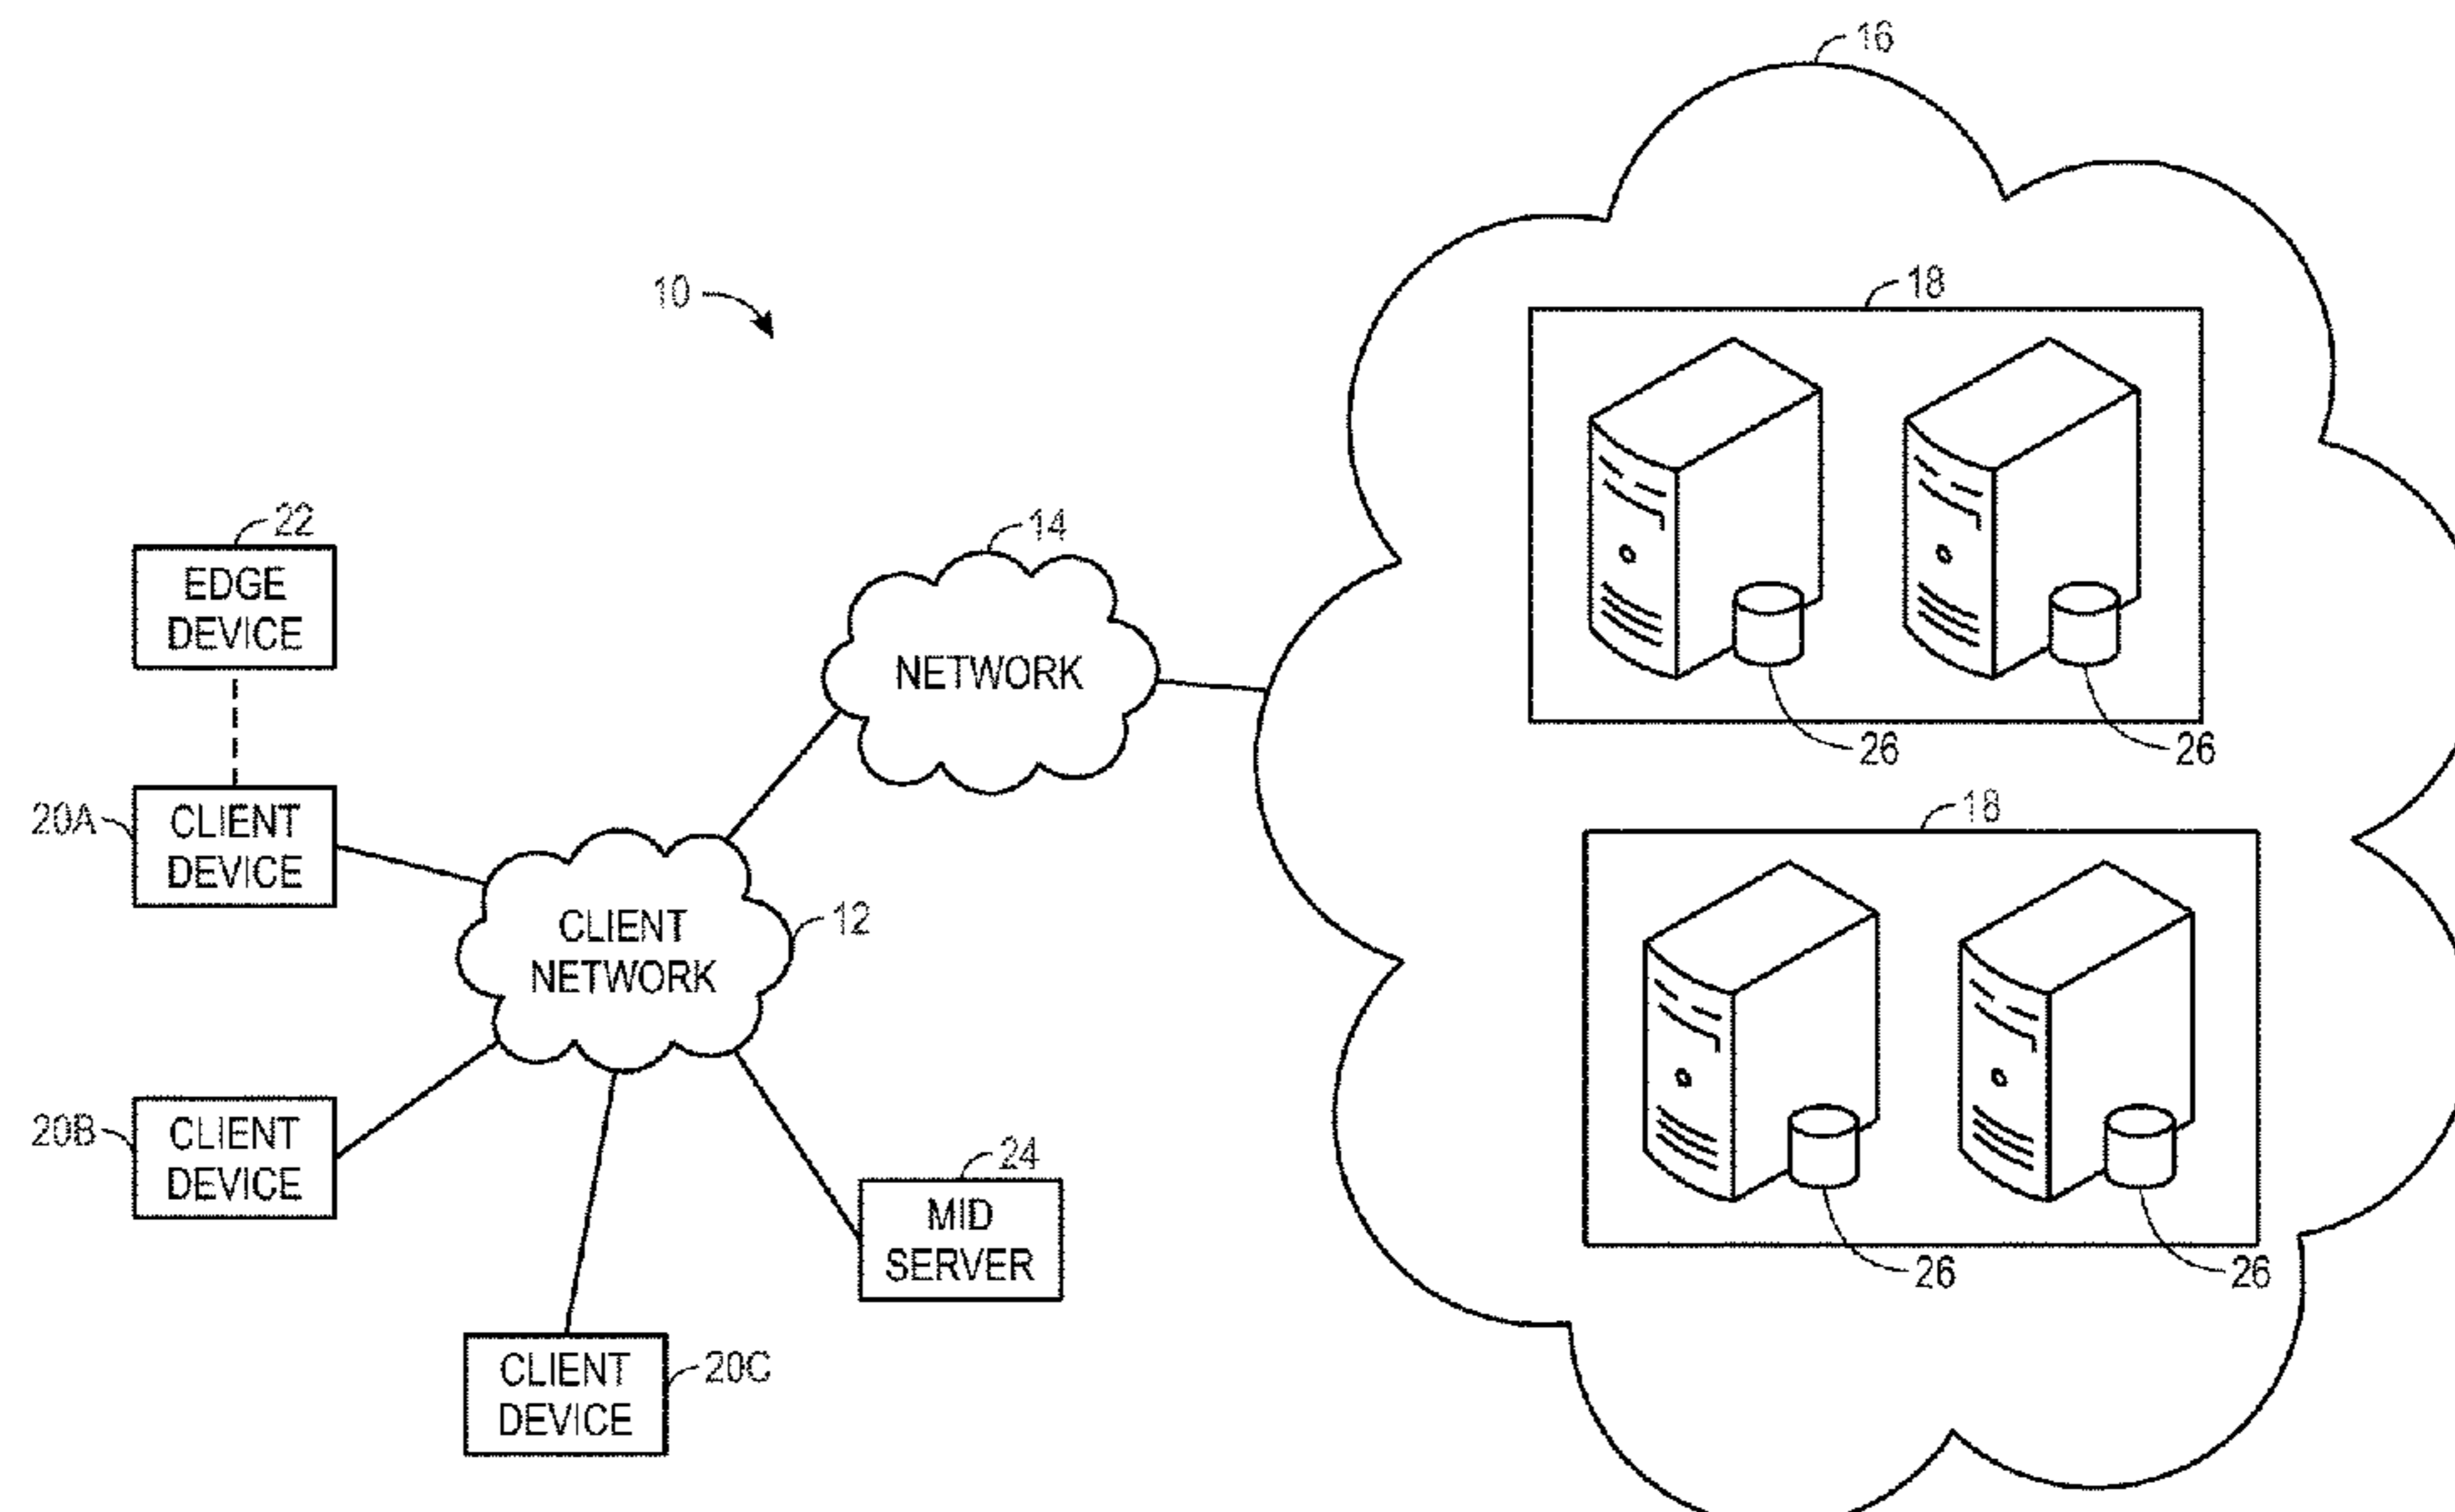 16
18
10
22
EDGE
DEVICE
14
NETWORK
26
26
20A
CLIENT
DEVICE
18
CLIENT
NETWORK
12
20B
CLIENT
DEVICE
24
MID
SERVER
26
26
CLIENT
DEVICE
20C